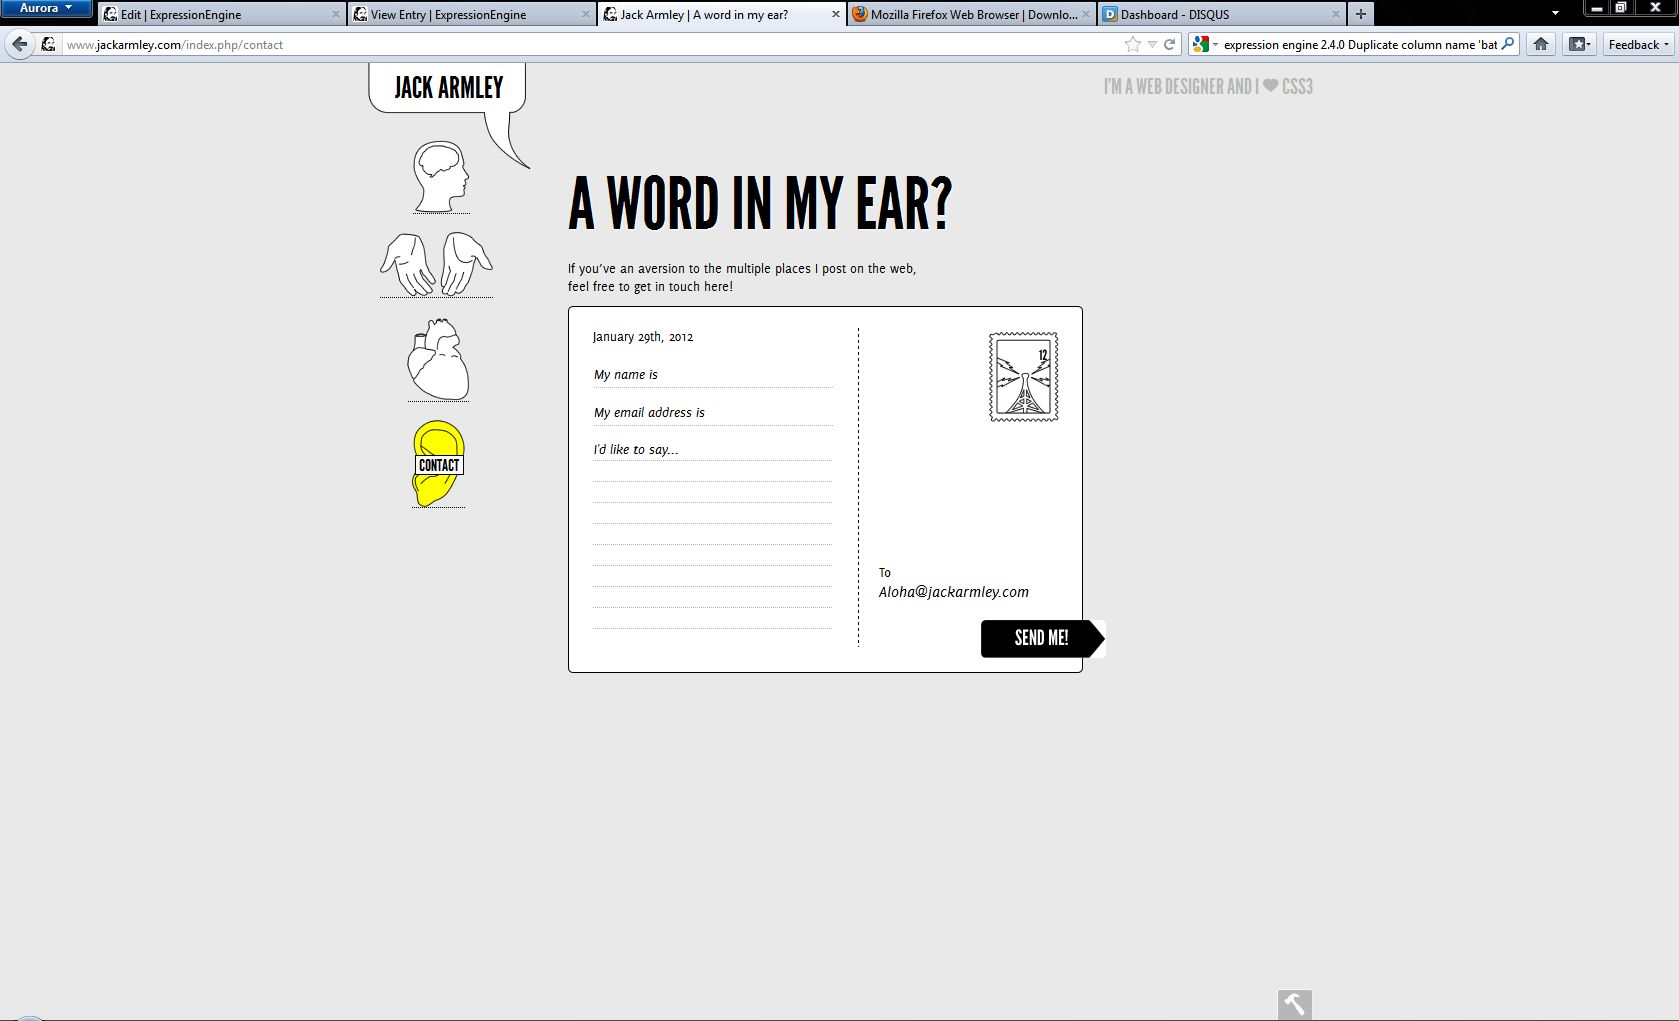 Aurora
Edit | ExpressionEngine
View Entry | ExpressionEngine
Jack Armley | A word in my ear?
Mozilla Firefox Web Browser | Downlo...
Dashboard - DISQUS
www.jackarmley.com/index.php/contact
expression engine 2.4.0 Duplicate column name 'bat
Feedback
JACK ARMLEY
I'M A WEB DESIGNER AND I ♥ CSS3
A WORD IN MY EAR?
If you've an aversion to the multiple places I post on the web,
feel free to get in touch here!
January 29th, 2012
12
My name is
My email address is
I'd like to say...
CONTACT
To
Aloha@jackarmley.com
SEND ME!